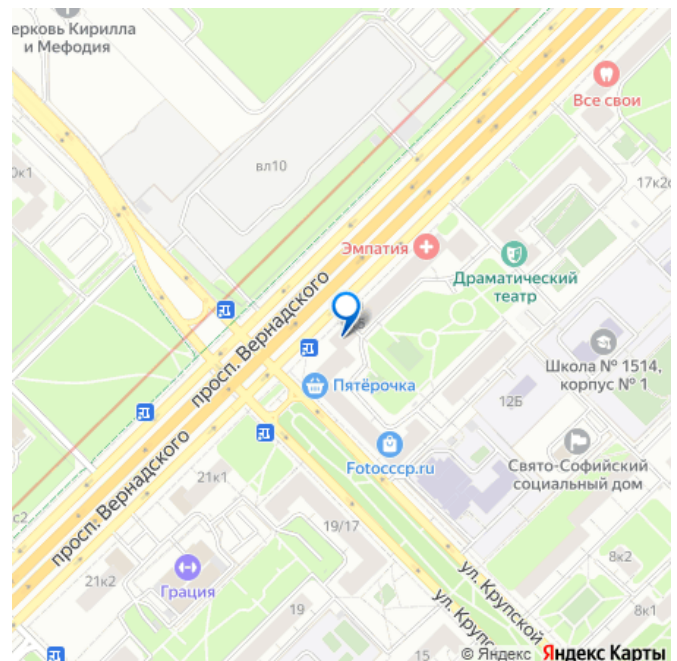 ерковь Кирилла
и Мефодия
Все свои
вл10
0к1
17к2с
Эмпатия
Драматический
театр
просп. Вернадского
Школа № 1514,
корпус № 1
Пятёрочка
12Б
Fotocccp.ru
Свято-Софийский
социальный дом
просп. Вернадского
21к1
с2
19/17
ул. Крупской
8к2
21к2
Грация
19
8к1
ул. Крупс
15
© Яндекс Яндекс Карты